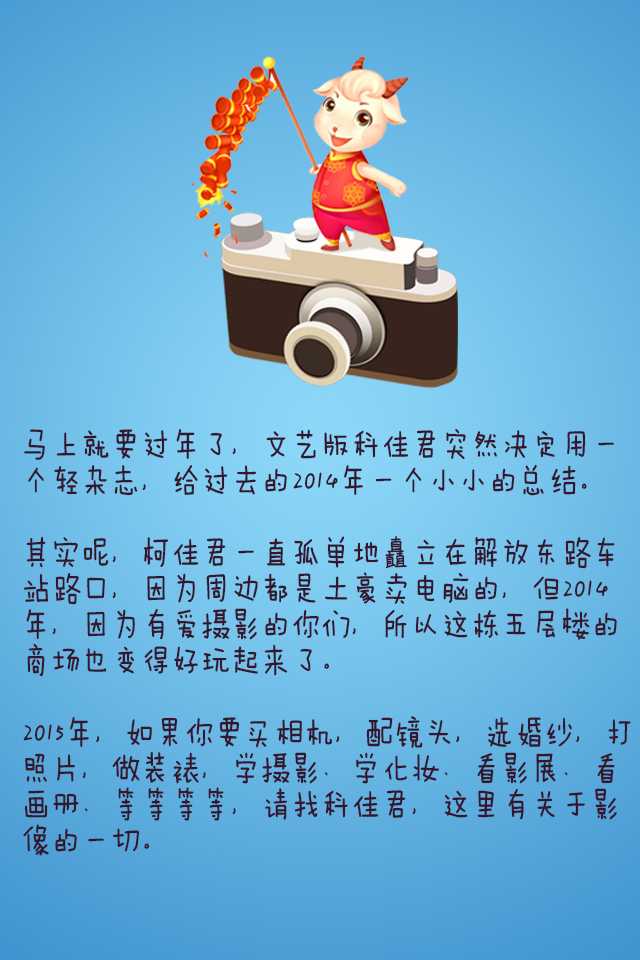 马上就要过年了，文艺版科佳君突然决定用一
个轻杂志，给过去的2014年一个小小的总结。
其实呢，柯佳君一直孤单地矗立在解放东路车
站路口，因为周边都是土豪卖电脑的，但2014
年，因为有爱摄影的你们，所以这栋五层楼的
商场也变得好玩起来了。
2015年，如果你要买相机，配镜头，选婚纱，打
照片，做装裱，学摄影、学化妆、看影展、看
画册、等等等等，请找科佳君，这里有关于影
像的一切。